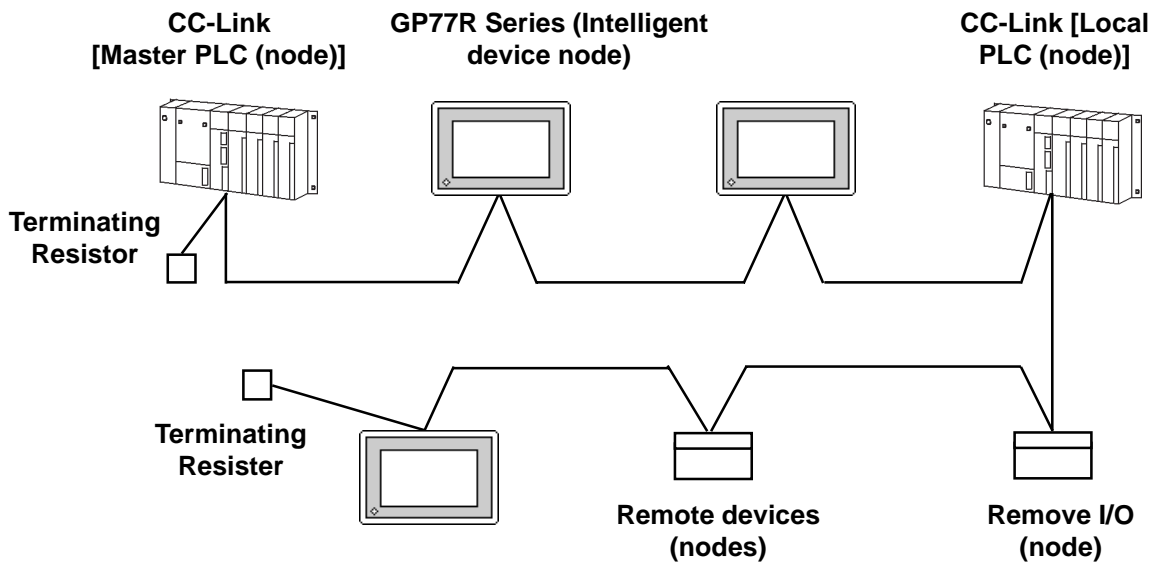 CC-Link
[Master PLC (node)]
GP77R Series (Intelligent
device node)
CC-Link [Local
PLC (node)]
Terminating
Resistor
Terminating
Resister
Remote devices
(nodes)
Remove I/O
(node)